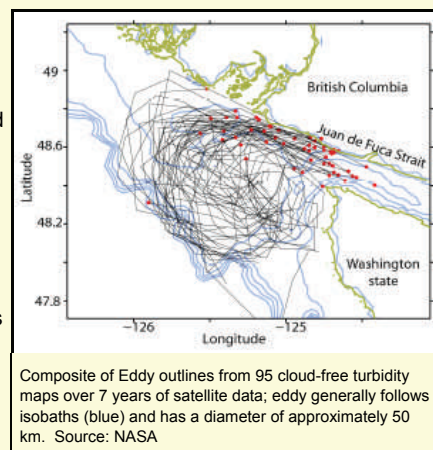 49
48.6
48.2
47.8
Latitude
British Columbia
Juan de Fuca Strait
Washington
state
−126
−125
Longitude
Composite of Eddy outlines from 95 cloud-free turbidity
maps over 7 years of satellite data; eddy generally follows
isobaths (blue) and has a diameter of approximately 50
km. Source: NASA